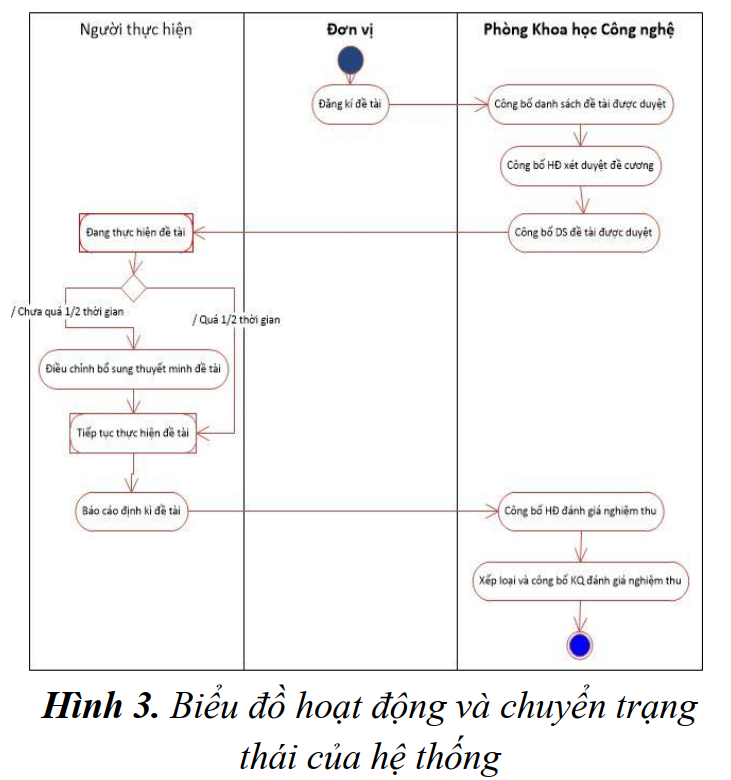 Người thực hiện
Đơn vị
Phòng Khoa học Công nghệ
Đăng kí đề tài
Công bố danh sách đề tài được duyệt
Công bố HĐ xét duyệt đề cương
Đang thực hiện đề tài
Công bố DS đề tài được duyệt
/ Chưa quá 1/2 thời gian
/ Quá 1/2 thời gian
Điều chỉnh bổ sung thuyết minh đề tài
Tiếp tục thực hiện đề tài
Báo cáo định kì đề tài
Công bố HĐ đánh giá nghiệm thu
Xếp loại và công bố KQ đánh giá nghiệm thu
Hình 3. Biểu đồ hoạt động và chuyển trạng
thái của hệ thống